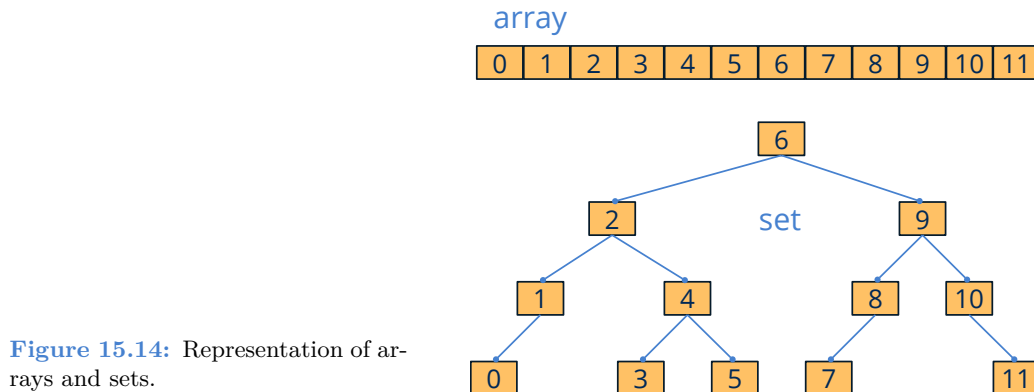 array
0 1 2 3 4 5 6 7 8 9 10 11
6
2 set 9
1 4 8 10
Figure 15.14: Representation of ar-
rays and sets.
0 3 5 7 11